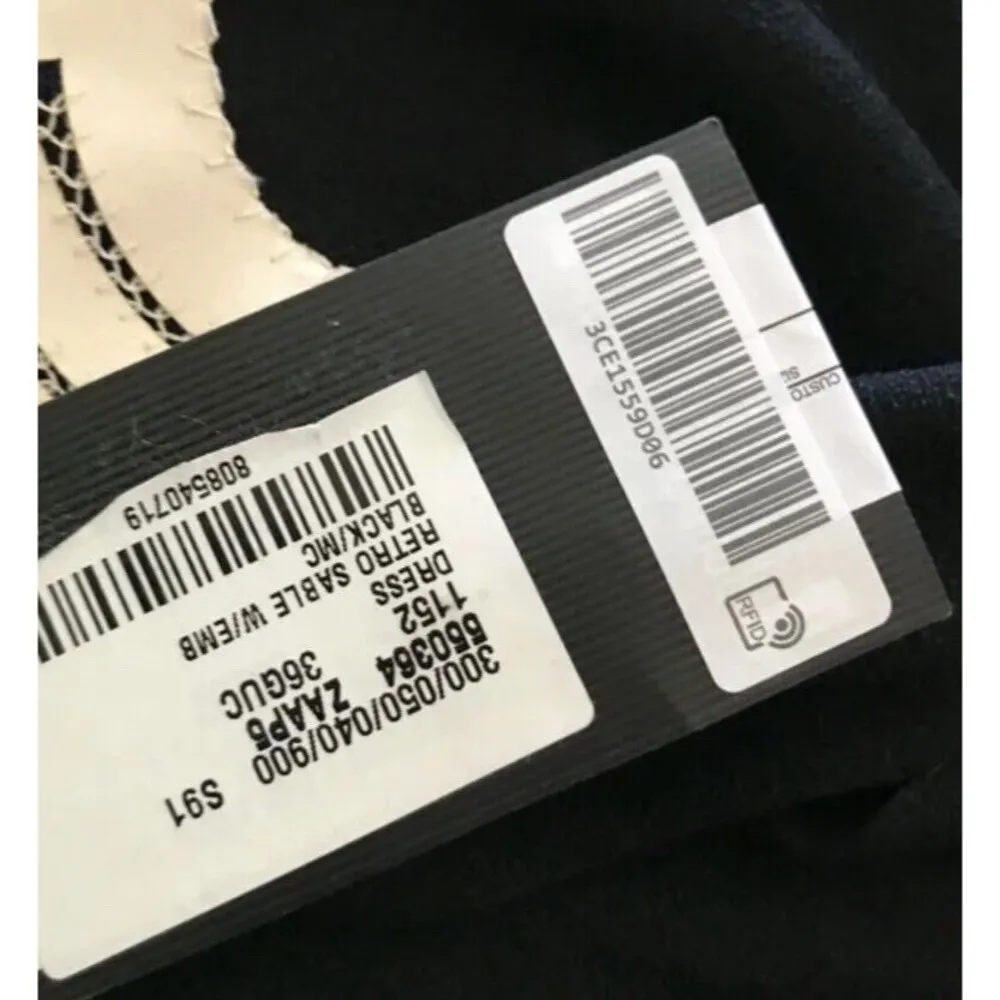 300/050/040/900 S91
550364 ZAAP5
1152 36GUC
DRESS
RETRO SABLE W/EMB
BLACK/MC
808540719
3CE1559D06
RFID
CUSTO